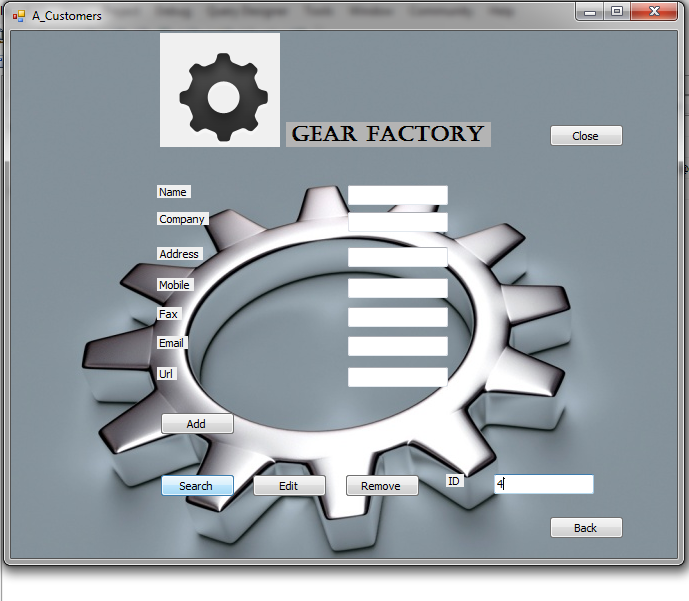 A_Customers
GEAR FACTORY
Close
Name
Company
Address
Mobile
Fax
Email
Url
Add
Search Edit Remove ID 4
Back